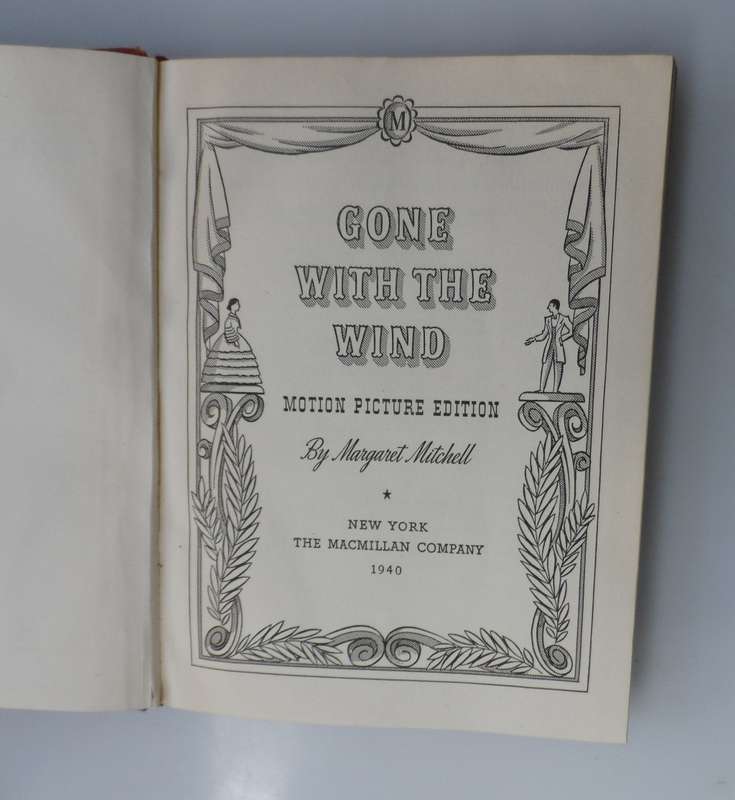 M
GONE
WITH THE
WIND
MOTION PICTURE EDITION
By Margaret Mitchell
NEW YORK
THE MACMILLAN COMPANY
1940